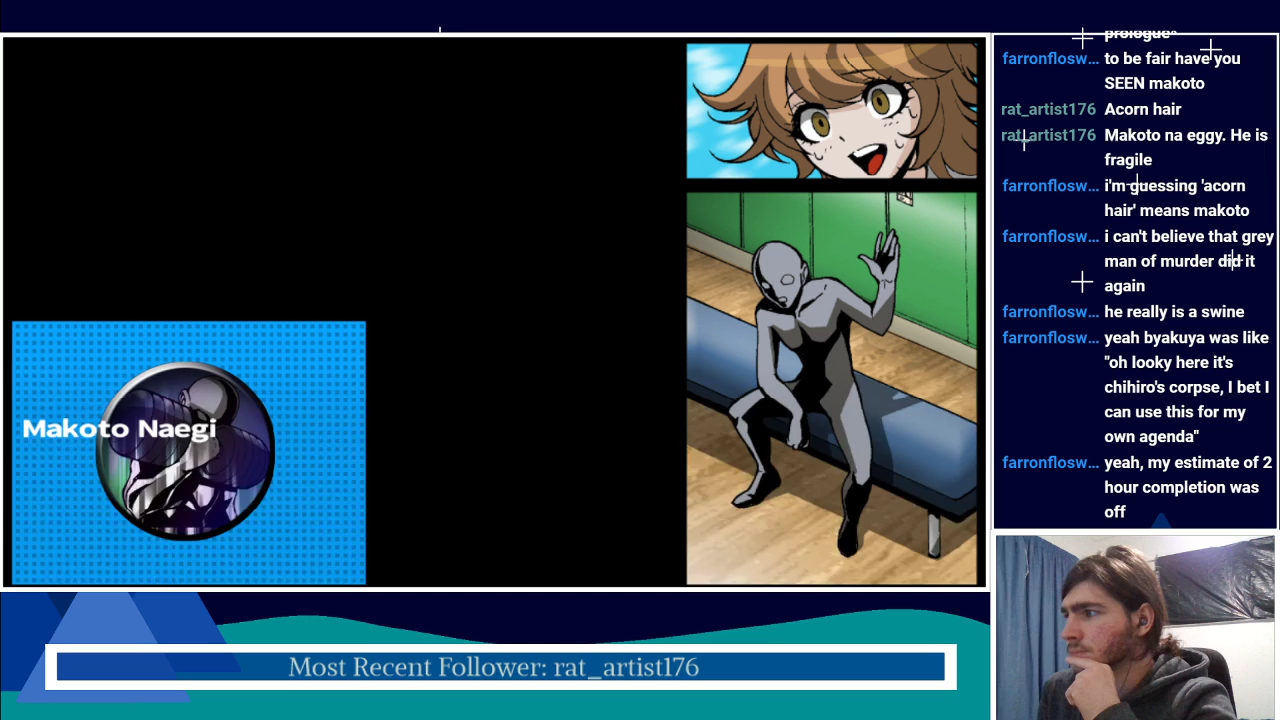 prologue^
farronflosw... to be fair have you
SEEN makoto
rat_artist176 Acorn hair
rat_artist176 Makoto na eggy. He is
fragile
farronflosw... i'm guessing 'acorn
hair' means makoto
farronflosw... i can't believe that grey
man of murder did it
again
farronflosw... he really is a swine
farronflosw... yeah byakuya was like
"oh looky here it's
chihiro's corpse, I bet I
can use this for my
own agenda"
farronflosw... yeah, my estimate of 2
hour completion was
off
Makoto Naegi
Most Recent Follower: rat_artist176